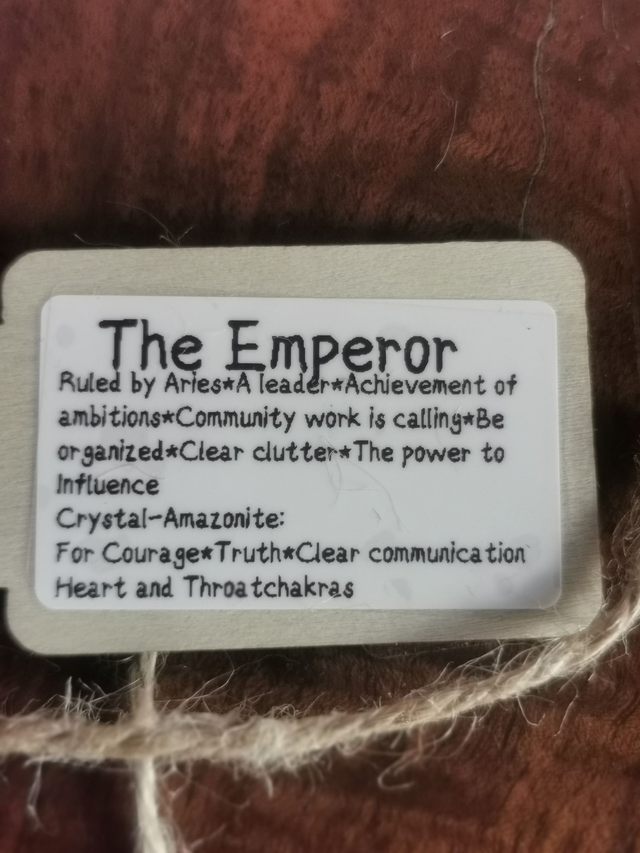 The Emperor
Ruled by Aries*A leader*Achievement of
ambitions*Community work is calling*Be
organized*Clear clutter*The power to
Influence
Crystal-Amazonite:
For Courage*Truth*Clear communication
Heart and Throatchakras